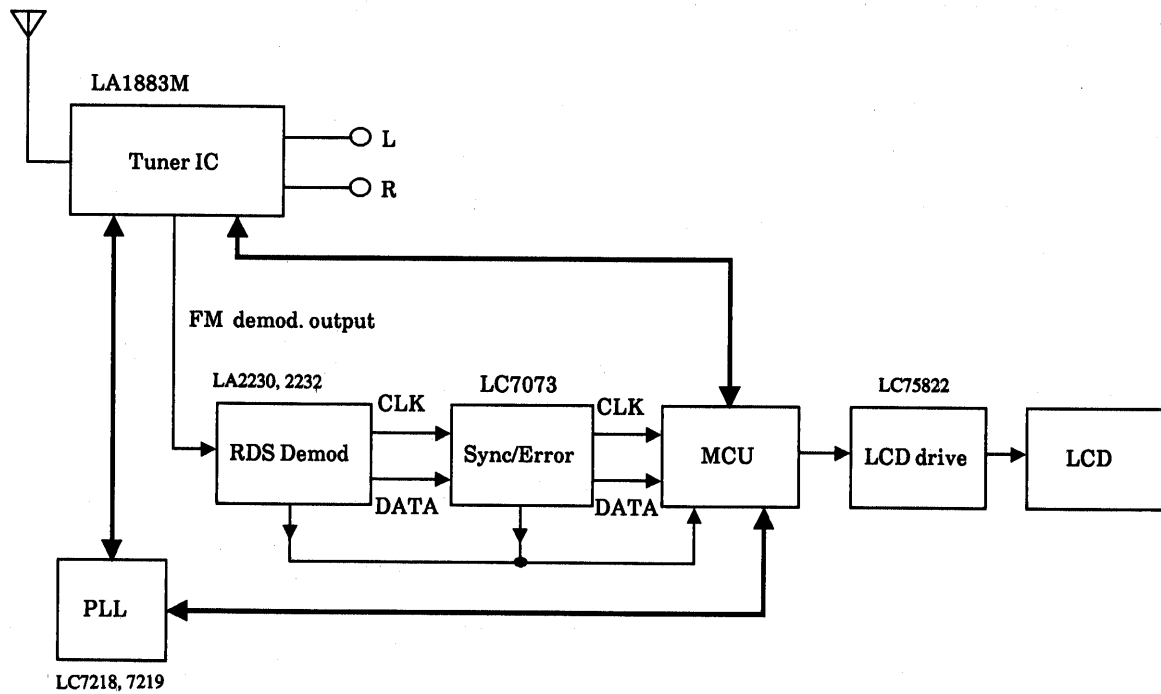 LA1883M
Tuner IC
L
R
FM demod. output
LA2230, 2232
RDS Demod
CLK
DATA
LC7073
Sync/Error
CLK
DATA
MCU
LC75822
LCD drive
LCD
PLL
LC7218, 7219